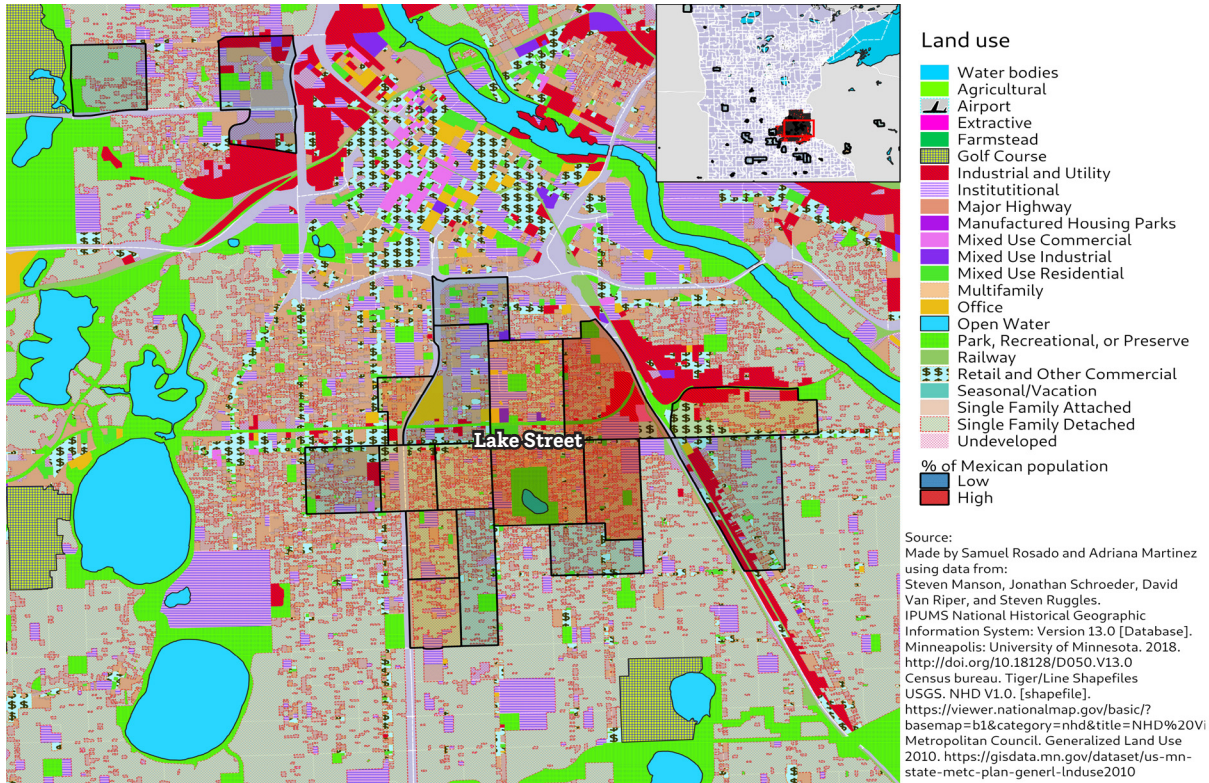 Land use
Water bodies
Agricultural
Airport
Extractive
Farmstead
Golf Course
Industrial and Utility
Institutitional
Major Highway
Manufactured Housing Parks
Mixed Use Commercial
Mixed Use Industrial
Mixed Use Residential
Multifamily
Office
Open Water
Park, Recreational, or Preserve
Railway
Retail and Other Commercial
Seasonal/Vacation
Single Family Attached
Single Family Detached
Undeveloped
% of Mexican population
Low
High
Lake Street
Source:
Made by Samuel Rosado and Adriana Martinez
using data from:
Steven Manson, Jonathan Schroeder, David
Van Riper, and Steven Ruggles.
IPUMS National Historical Geographic
Information System: Version 13.0 [Database].
Minneapolis: University of Minnesota. 2018.
http://doi.org/10.18128/D050.V13.0
Census bureau. Tiger/Line Shapefiles
USGS. NHD V1.0. [shapefile].
https://viewer.nationalmap.gov/basic/?
basemap=b1&category=nhd&title=NHD%20Vi
Metropolitan Council. Generalized Land Use
2010. https://gisdata.mn.gov/dataset/us-mn-
state-metc-plan-generl-lnduse2010